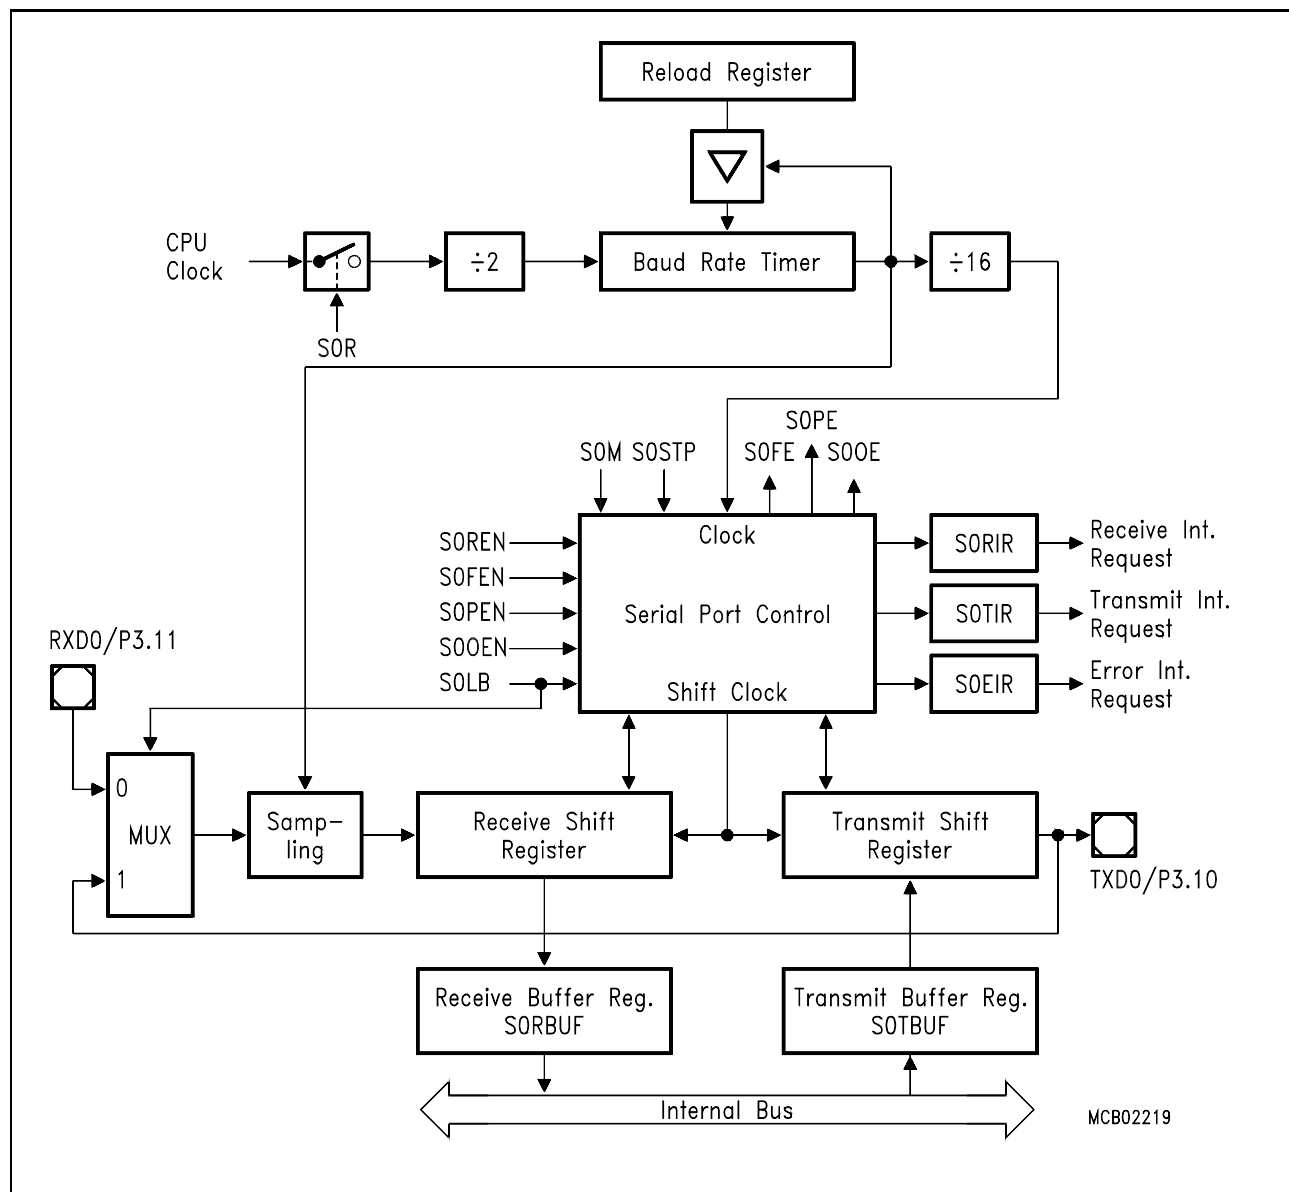 Reload Register
CPU
Clock
÷2
Baud Rate Timer
÷16
S0R
S0PE
S0M S0STP
S0FE
S0OE
Clock
S0REN
S0FEN
S0PEN
S0OEN
S0LB
Serial Port Control
Shift Clock
S0RIR
Receive Int.
Request
S0TIR
Transmit Int.
Request
S0EIR
Error Int.
Request
RXD0/P3.11
0
MUX
1
Samp-
ling
Receive Shift
Register
Transmit Shift
Register
TXD0/P3.10
Receive Buffer Reg.
S0RBUF
Transmit Buffer Reg.
S0TBUF
Internal Bus
MCB02219